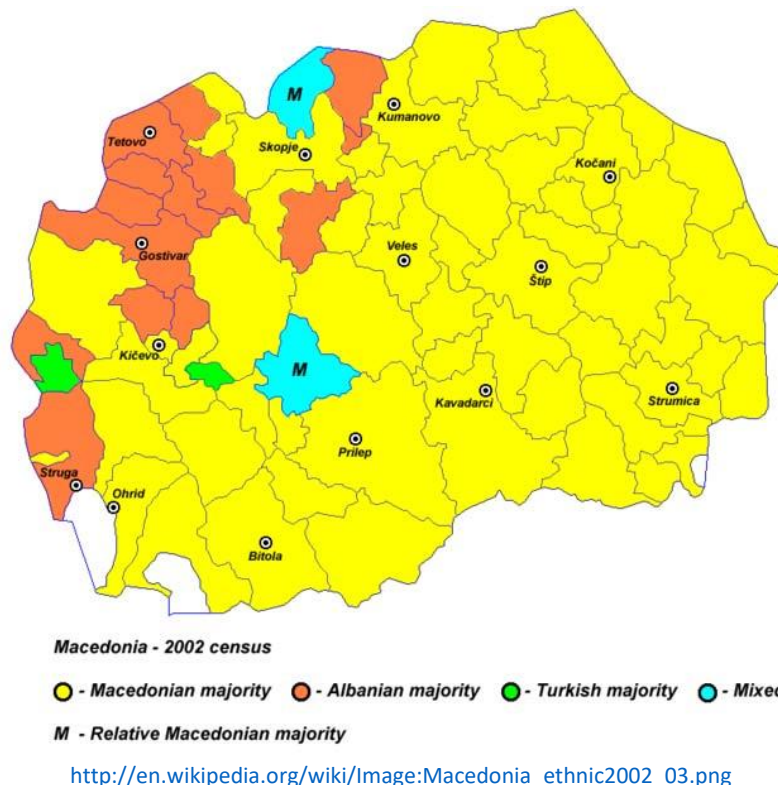 M
Kumanovo
Tetovo
Skopje
Kočani
Gostivar
Veles
Štip
Kičevo
M
Kavadarci
Strumica
Prilep
Struga
Ohrid
Bitola
Macedonia - 2002 census
- Macedonian majority - Albanian majority - Turkish majority - Mixed
M - Relative Macedonian majority
http://en.wikipedia.org/wiki/Image:Macedonia_ethnic2002_03.png